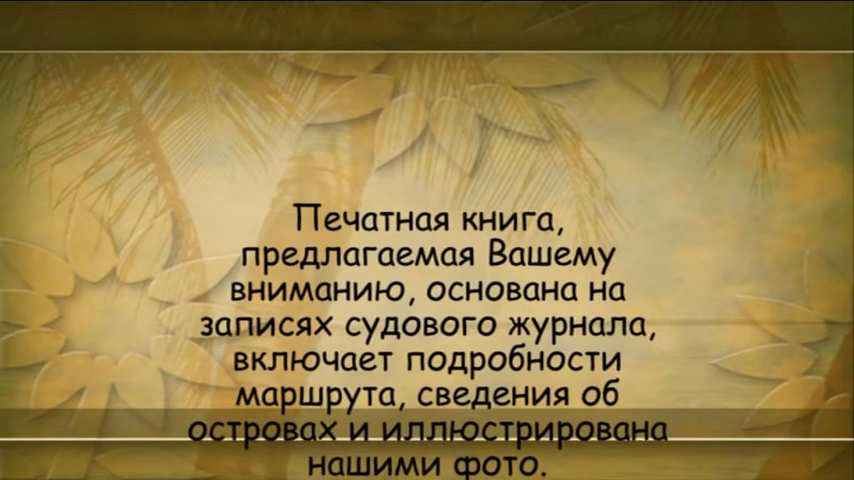 Печатная книга,
предлагаемая Вашему
вниманию, основана на
записях судового журнала,
включает подробности
маршрута, сведения об
островах и иллюстрирована
нашими фото.